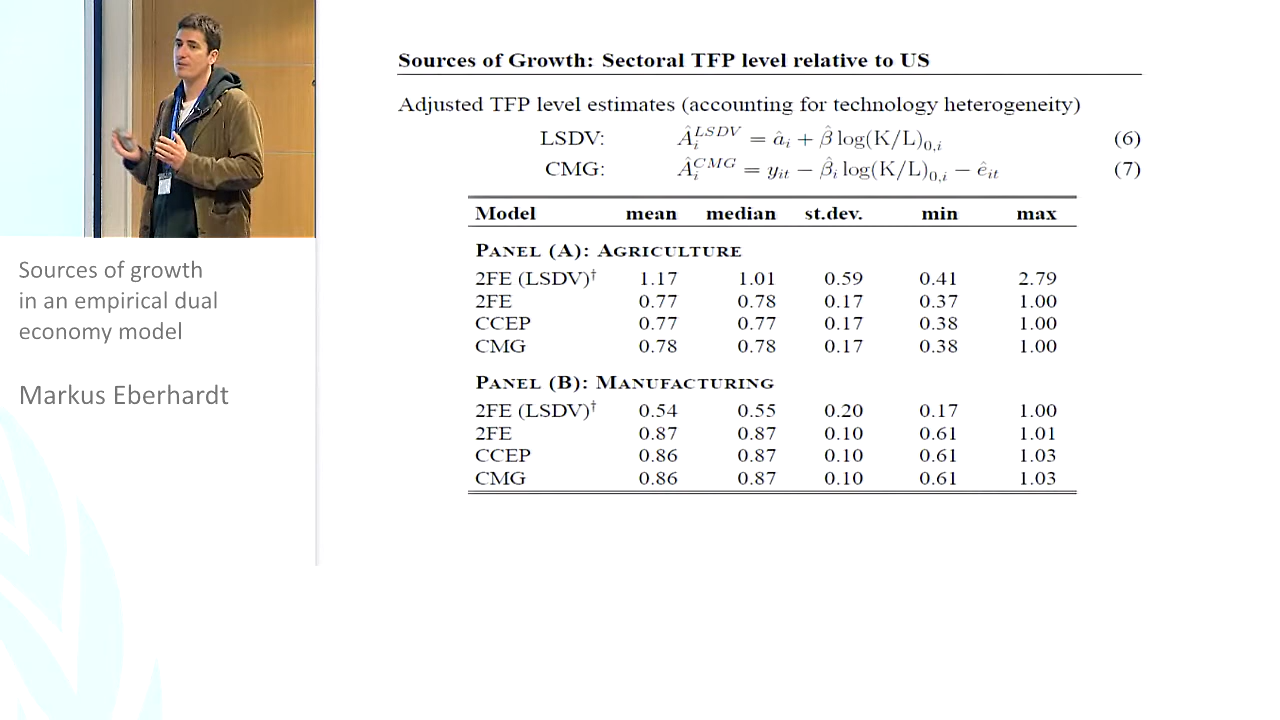 Sources of growth
in an empirical dual
economy model
Markus Eberhardt
Sources of Growth: Sectoral TFP level relative to US
Adjusted TFP level estimates (accounting for technology heterogeneity)
LSDV: Â_i^{LSDV} = â_i + β̂ log(K/L)_{0,i} (6)
CMG: Â_i^{CMG} = y_{it} − β̂_i log(K/L)_{0,i} − ê_{it} (7)
Model mean median st.dev. min max
PANEL (A): AGRICULTURE
2FE (LSDV)† 1.17 1.01 0.59 0.41 2.79
2FE 0.77 0.78 0.17 0.37 1.00
CCEP 0.77 0.77 0.17 0.38 1.00
CMG 0.78 0.78 0.17 0.38 1.00
PANEL (B): MANUFACTURING
2FE (LSDV)† 0.54 0.55 0.20 0.17 1.00
2FE 0.87 0.87 0.10 0.61 1.01
CCEP 0.86 0.87 0.10 0.61 1.03
CMG 0.86 0.87 0.10 0.61 1.03